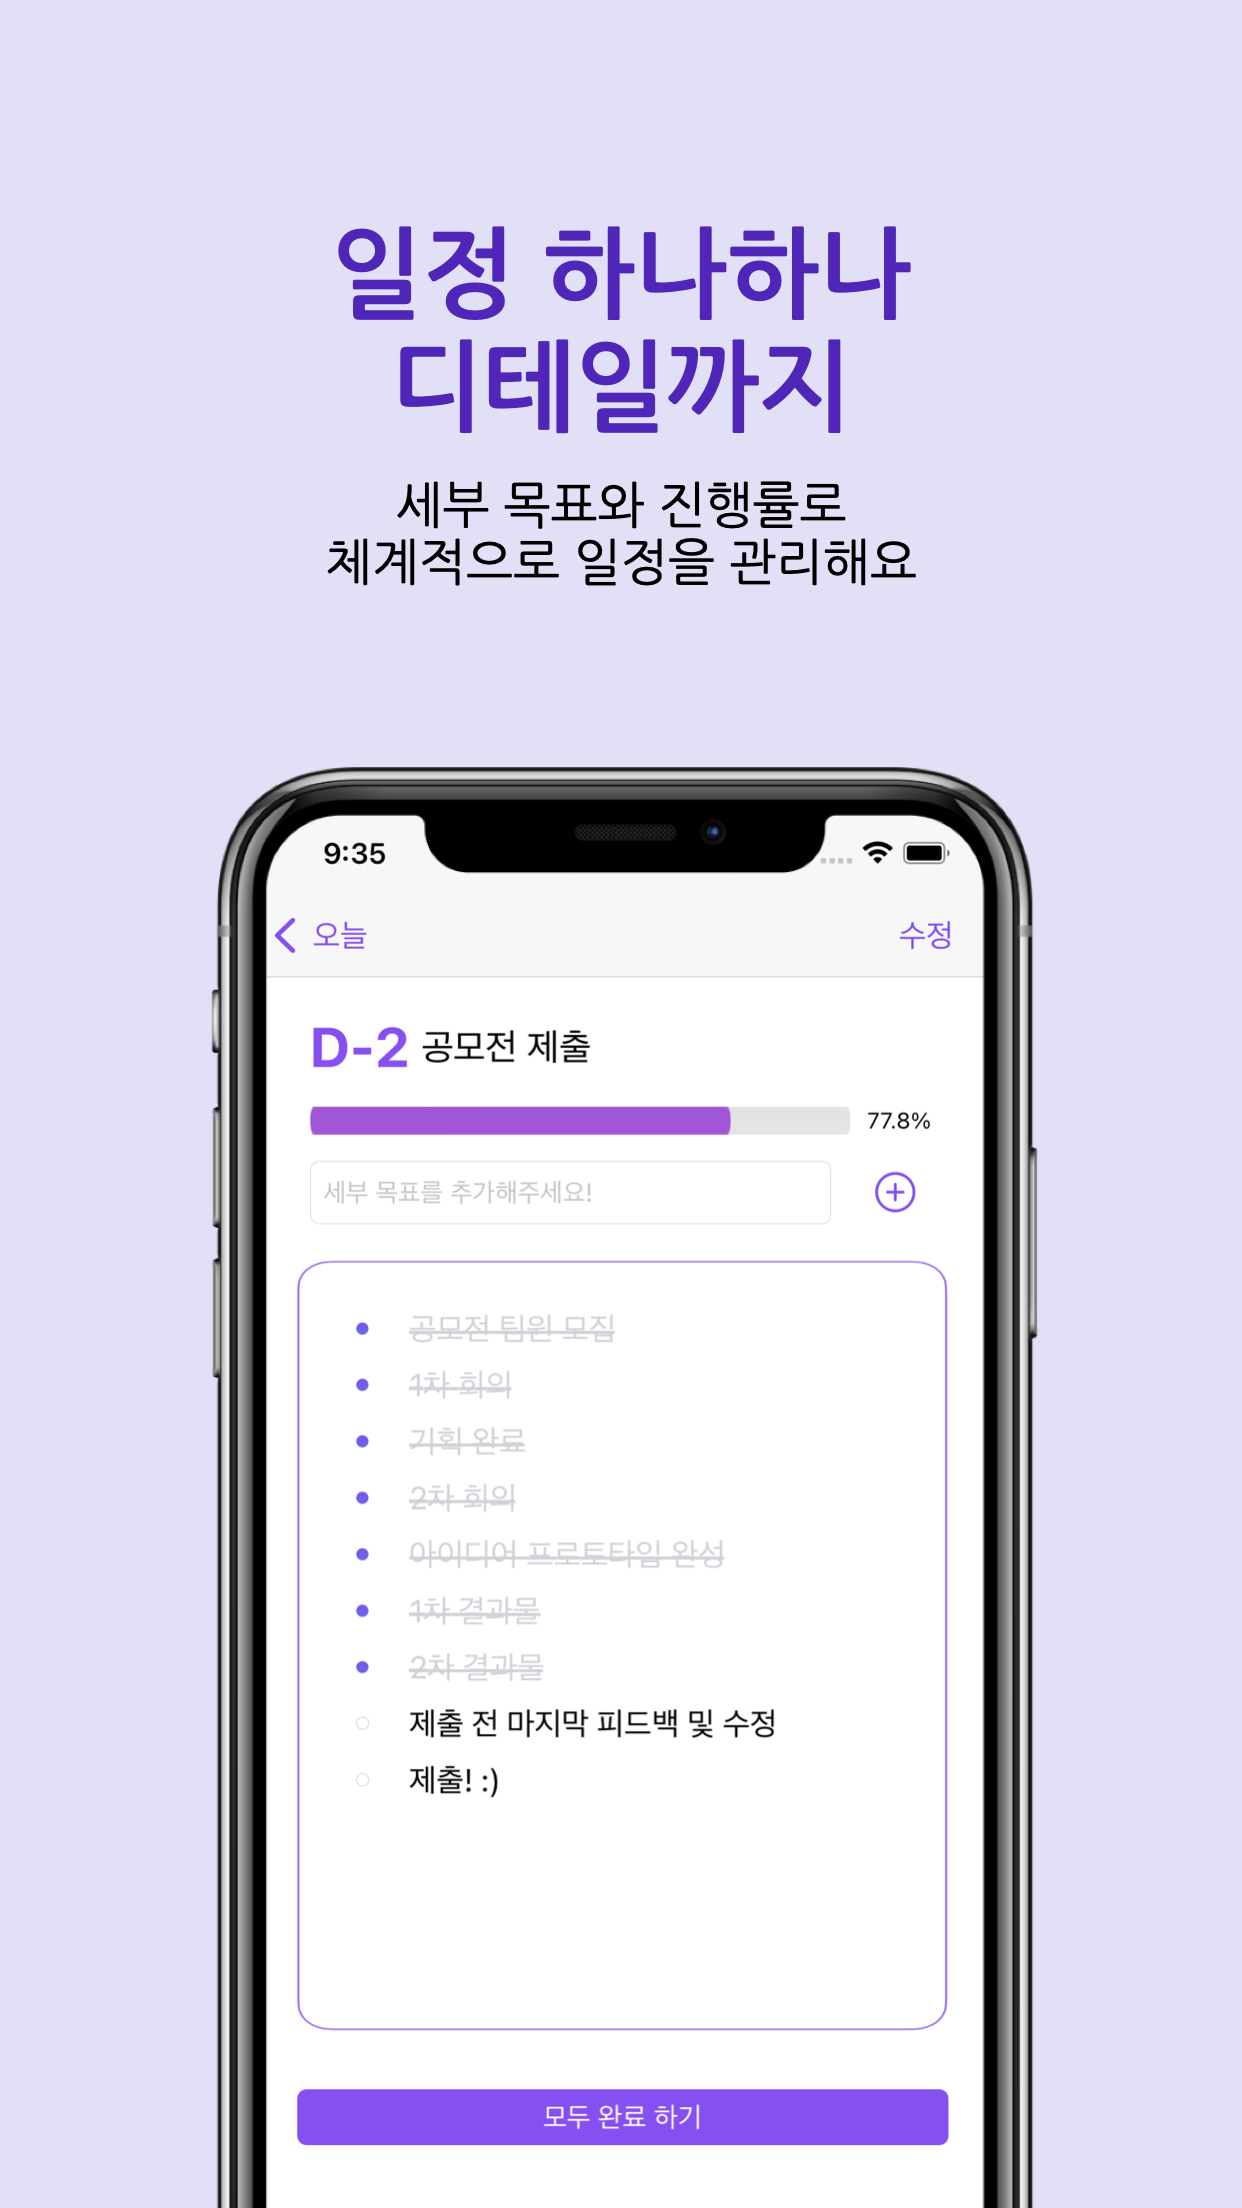 일정 하나하나
디테일까지
세부 목표와 진행률로
체계적으로 일정을 관리해요
9:35
오늘
수정
D-2 공모전 제출
77.8%
세부 목표를 추가해주세요!
공모전 팀원 모집
1차 회의
기획 완료
2차 회의
아이디어 프로토타입 완성
1차 결과물
2차 결과물
제출 전 마지막 피드백 및 수정
제출! :)
모두 완료 하기